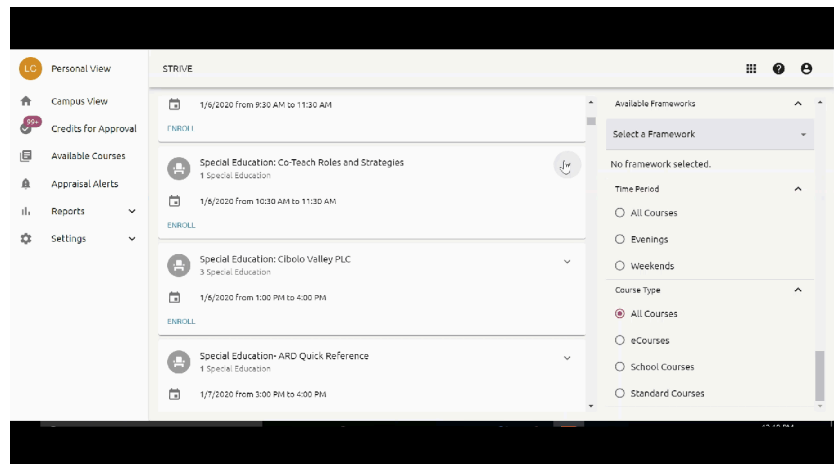 LC
Personal View
STRIVE
Campus View
99+
Credits for Approval
Available Courses
Appraisal Alerts
Reports
Settings
1/6/2020 from 9:30 AM to 11:30 AM
ENROLL
Special Education: Co-Teach Roles and Strategies
1 Special Education
1/6/2020 from 10:30 AM to 11:30 AM
ENROLL
Special Education: Cibolo Valley PLC
3 Special Education
1/6/2020 from 1:00 PM to 4:00 PM
ENROLL
Special Education- ARD Quick Reference
1 Special Education
1/7/2020 from 3:00 PM to 4:00 PM
Available Frameworks
Select a Framework
No framework selected.
Time Period
All Courses
Evenings
Weekends
Course Type
All Courses
eCourses
School Courses
Standard Courses